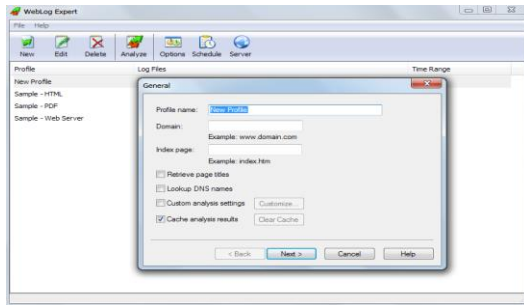 WebLog Expert
File Help
New Edit Delete Analyze Options Schedule Server
Profile Log Files Time Range
New Profile
Sample - HTML
Sample - PDF
Sample - Web Server
General
Profile name: New Profile
Domain:
Example: www.domain.com
Index page:
Example: index.htm
Retrieve page titles
Lookup DNS names
Custom analysis settings Customize...
Cache analysis results Clear Cache
< Back Next > Cancel Help